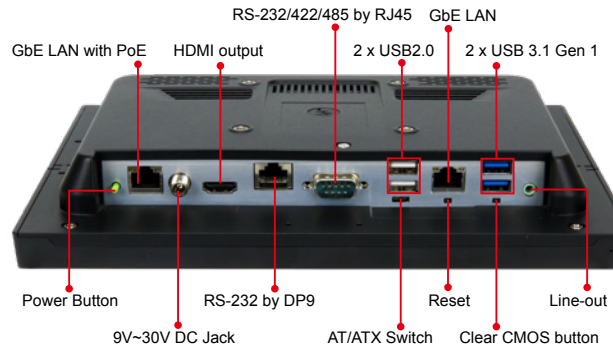 RS-232/422/485 by RJ45
GbE LAN
GbE LAN with PoE
HDMI output
2 x USB2.0
2 x USB 3.1 Gen 1
Power Button
RS-232 by DP9
Reset
Line-out
9V~30V DC Jack
AT/ATX Switch
Clear CMOS button